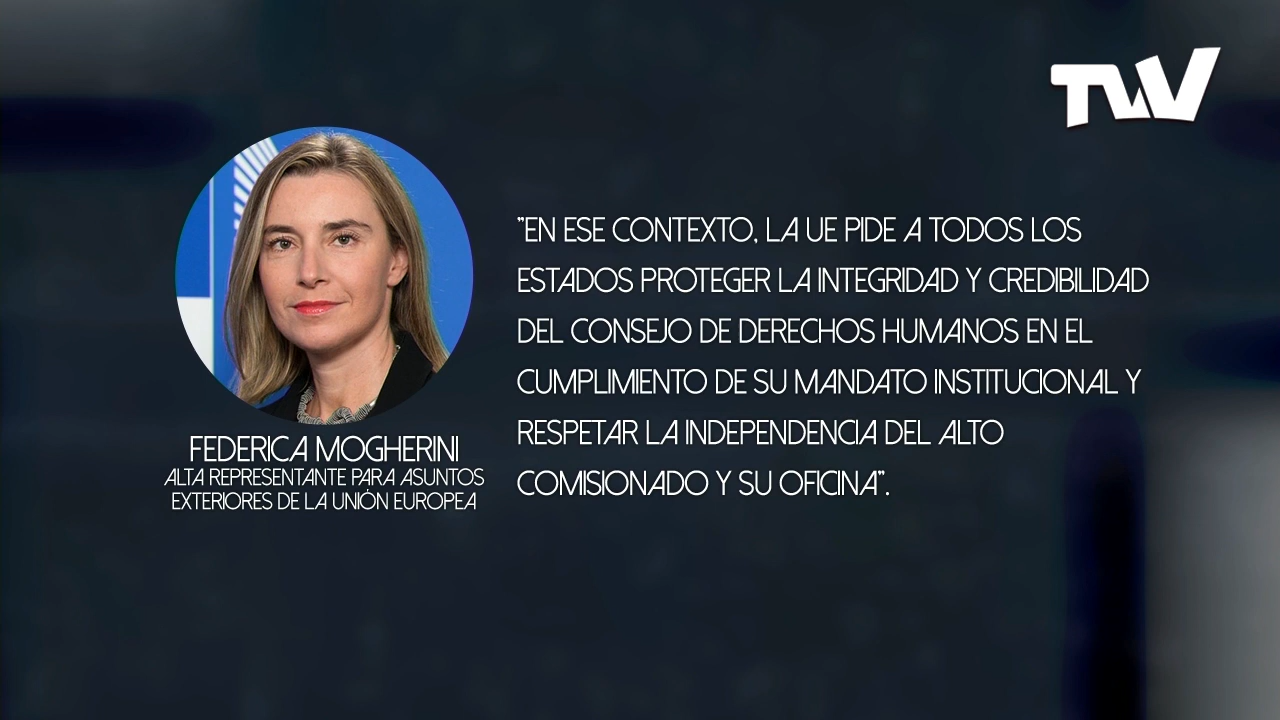 TVV
"EN ESE CONTEXTO, LA UE PIDE A TODOS LOS
ESTADOS PROTEGER LA INTEGRIDAD Y CREDIBILIDAD
DEL CONSEJO DE DERECHOS HUMANOS EN EL
CUMPLIMIENTO DE SU MANDATO INSTITUCIONAL Y
RESPETAR LA INDEPENDENCIA DEL ALTO
COMISIONADO Y SU OFICINA".
FEDERICA MOGHERINI
ALTA REPRESENTANTE PARA ASUNTOS
EXTERIORES DE LA UNIÓN EUROPEA